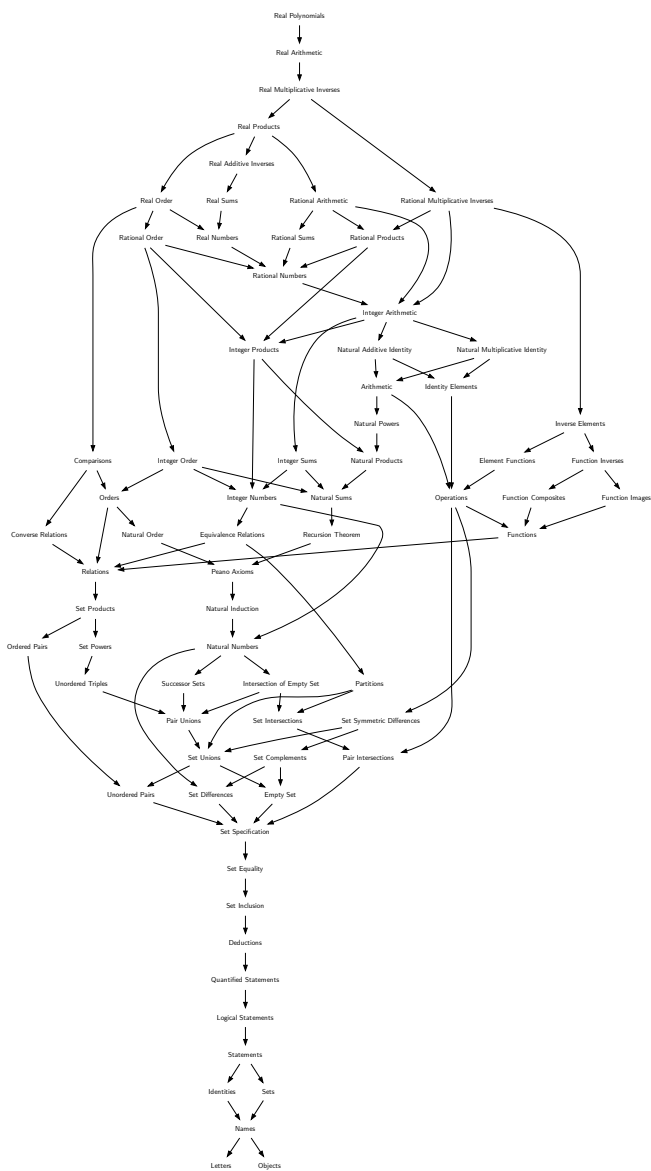 Real Polynomials
Real Arithmetic
Real Multiplicative Inverses
Real Products
Real Additive Inverses
Real Order
Real Sums
Rational Arithmetic
Rational Multiplicative Inverses
Rational Order
Real Numbers
Rational Sums
Rational Products
Rational Numbers
Integer Arithmetic
Integer Products
Natural Additive Identity
Natural Multiplicative Identity
Arithmetic
Identity Elements
Natural Powers
Inverse Elements
Comparisons
Integer Order
Integer Sums
Natural Products
Element Functions
Function Inverses
Orders
Integer Numbers
Natural Sums
Operations
Function Composites
Function Images
Converse Relations
Natural Order
Equivalence Relations
Recursion Theorem
Functions
Relations
Peano Axioms
Set Products
Natural Induction
Ordered Pairs
Set Powers
Natural Numbers
Unordered Triples
Successor Sets
Intersection of Empty Set
Partitions
Pair Unions
Set Intersections
Set Symmetric Differences
Set Unions
Set Complements
Pair Intersections
Unordered Pairs
Set Differences
Empty Set
Set Specification
Set Equality
Set Inclusion
Deductions
Quantified Statements
Logical Statements
Statements
Identities
Sets
Names
Letters
Objects